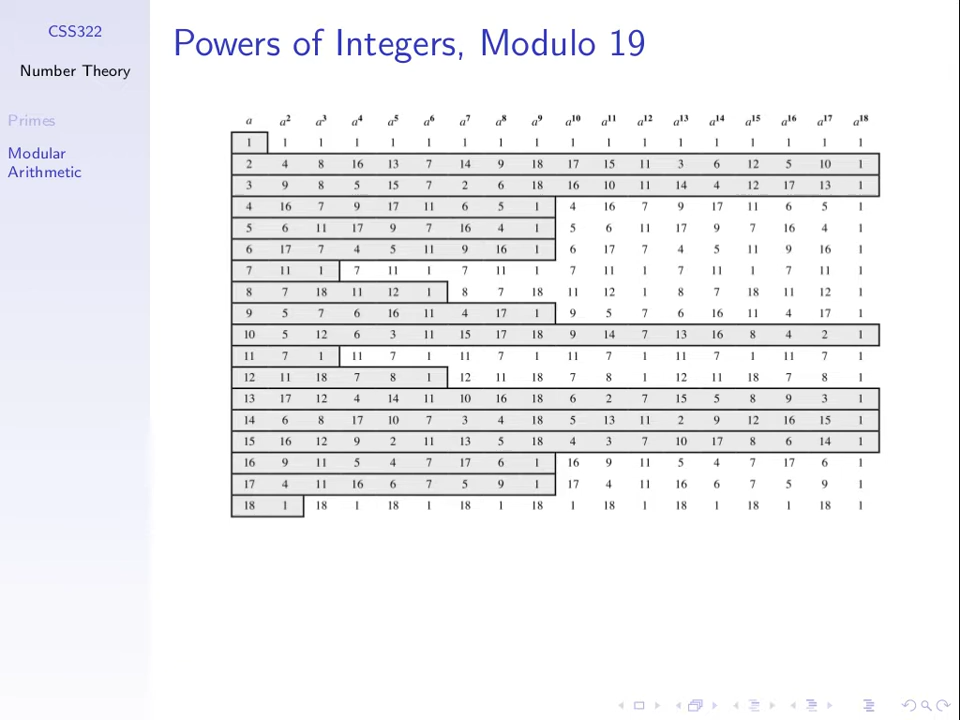 CSS322
Number Theory
Primes
Modular
Arithmetic
Powers of Integers, Modulo 19
a a² a³ a⁴ a⁵ a⁶ a⁷ a⁸ a⁹ a¹⁰ a¹¹ a¹² a¹³ a¹⁴ a¹⁵ a¹⁶ a¹⁷ a¹⁸
1 1 1 1 1 1 1 1 1 1 1 1 1 1 1 1 1 1
2 4 8 16 13 7 14 9 18 17 15 11 3 6 12 5 10 1
3 9 8 5 15 7 2 6 18 16 10 11 14 4 12 17 13 1
4 16 7 9 17 11 6 5 1 4 16 7 9 17 11 6 5 1
5 6 11 17 9 7 16 4 1 5 6 11 17 9 7 16 4 1
6 17 7 4 5 11 9 16 1 6 17 7 4 5 11 9 16 1
7 11 1 7 11 1 7 11 1 7 11 1 7 11 1 7 11 1
8 7 18 11 12 1 8 7 18 11 12 1 8 7 18 11 12 1
9 5 7 6 16 11 4 17 1 9 5 7 6 16 11 4 17 1
10 5 12 6 3 11 15 17 18 9 14 7 13 16 8 4 2 1
11 7 1 11 7 1 11 7 1 11 7 1 11 7 1 11 7 1
12 11 18 7 8 1 12 11 18 7 8 1 12 11 18 7 8 1
13 17 12 4 14 11 10 16 18 6 2 7 15 5 8 9 3 1
14 6 8 17 10 7 3 4 18 5 13 11 2 9 12 16 15 1
15 16 12 9 2 11 13 5 18 4 3 7 10 17 8 6 14 1
16 9 11 5 4 7 17 6 1 16 9 11 5 4 7 17 6 1
17 4 11 16 6 7 5 9 1 17 4 11 16 6 7 5 9 1
18 1 18 1 18 1 18 1 18 1 18 1 18 1 18 1 18 1